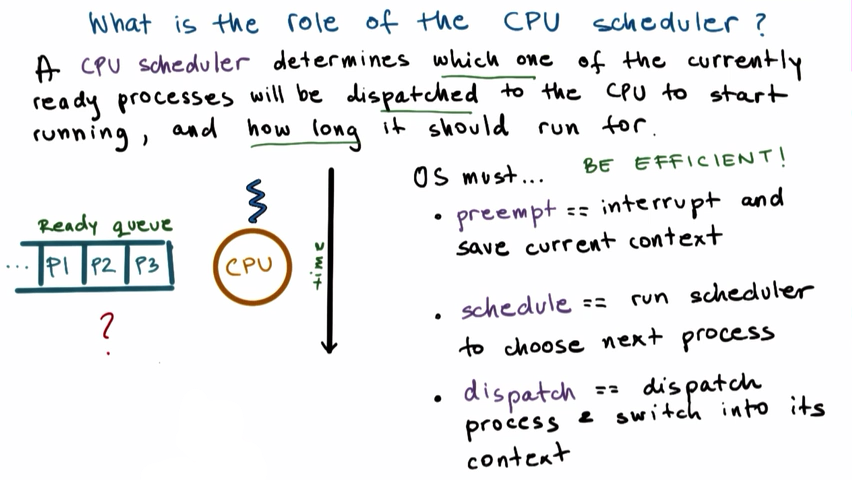 What is the role of the CPU scheduler?
A CPU scheduler determines which one of the currently
ready processes will be dispatched to the CPU to start
running, and how long it should run for.
Ready queue
... P1 P2 P3
?
CPU
time
OS must... BE EFFICIENT!
• preempt == interrupt and
save current context
• schedule == run scheduler
to choose next process
• dispatch == dispatch
process & switch into its
context